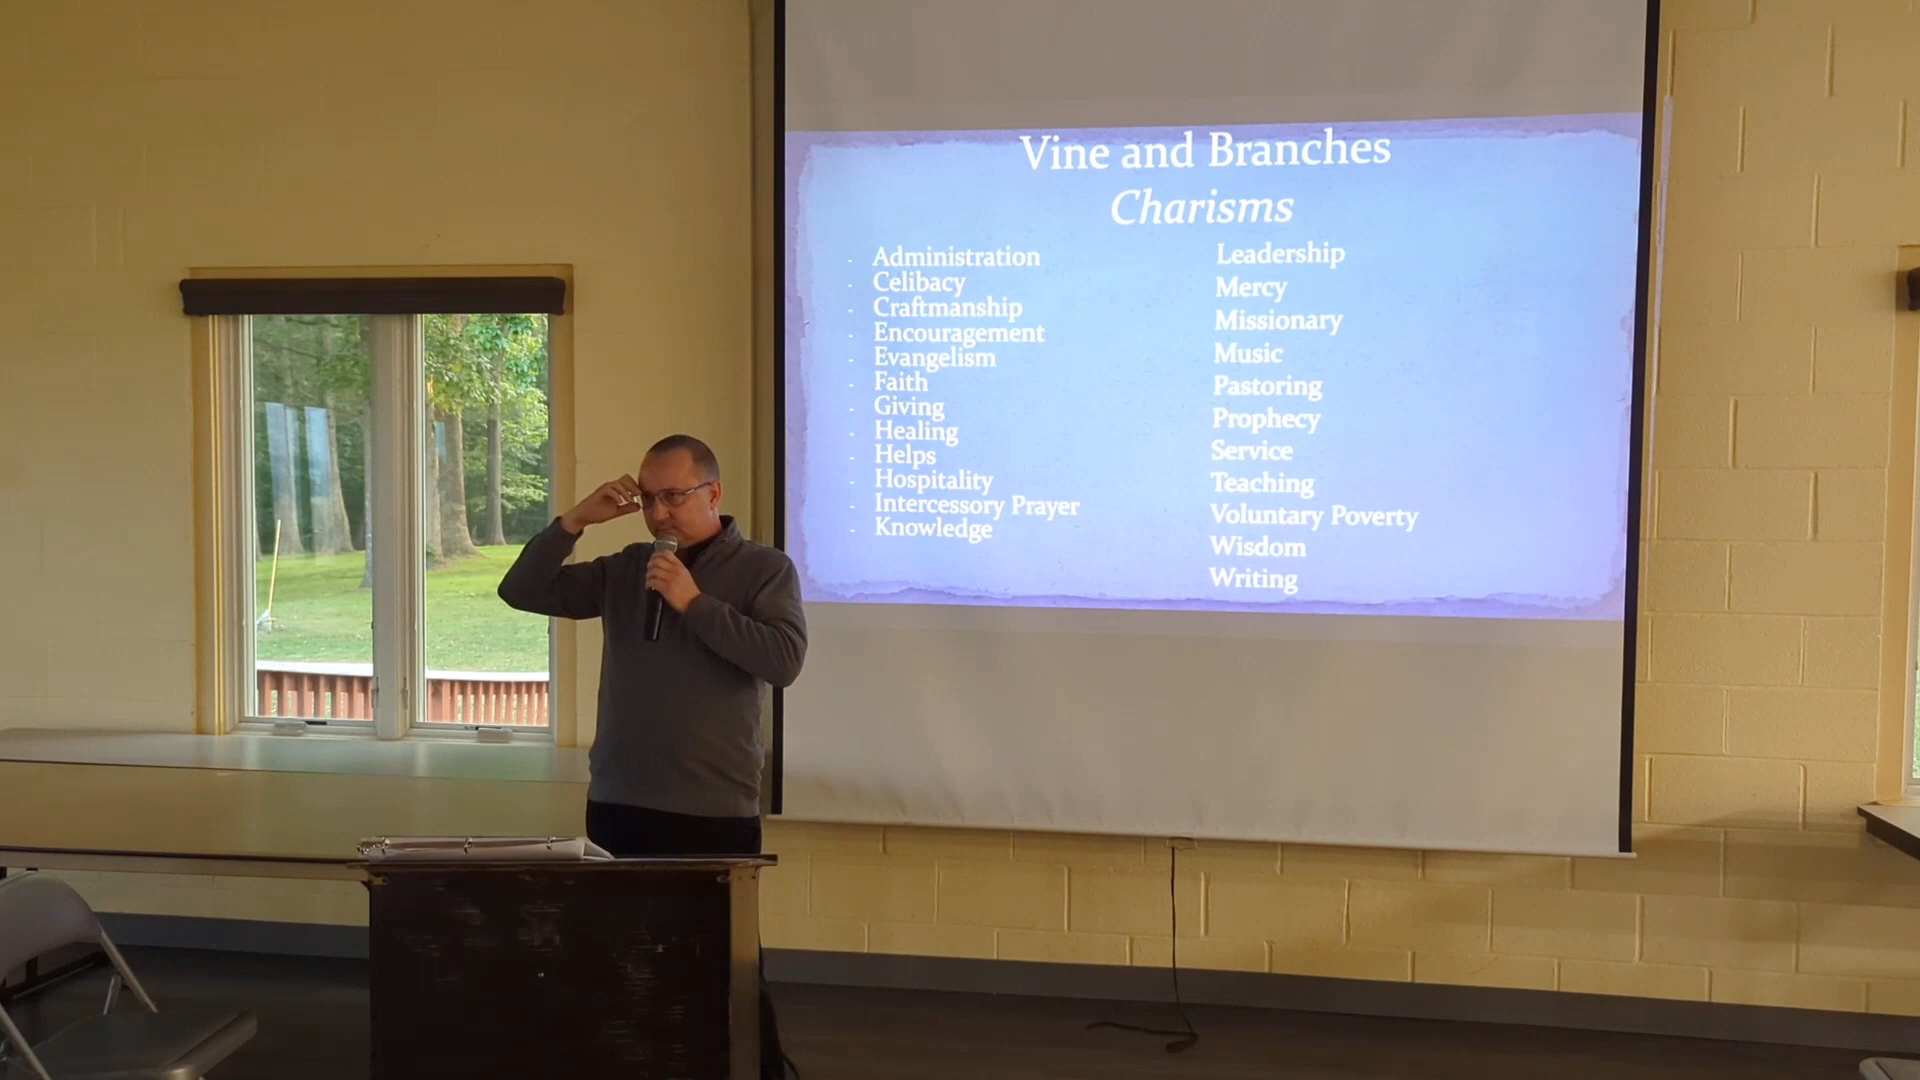 Vine and Branches
Charisms
- Administration
- Celibacy
- Craftmanship
- Encouragement
- Evangelism
- Faith
- Giving
- Healing
- Helps
- Hospitality
- Intercessory Prayer
- Knowledge
Leadership
Mercy
Missionary
Music
Pastoring
Prophecy
Service
Teaching
Voluntary Poverty
Wisdom
Writing